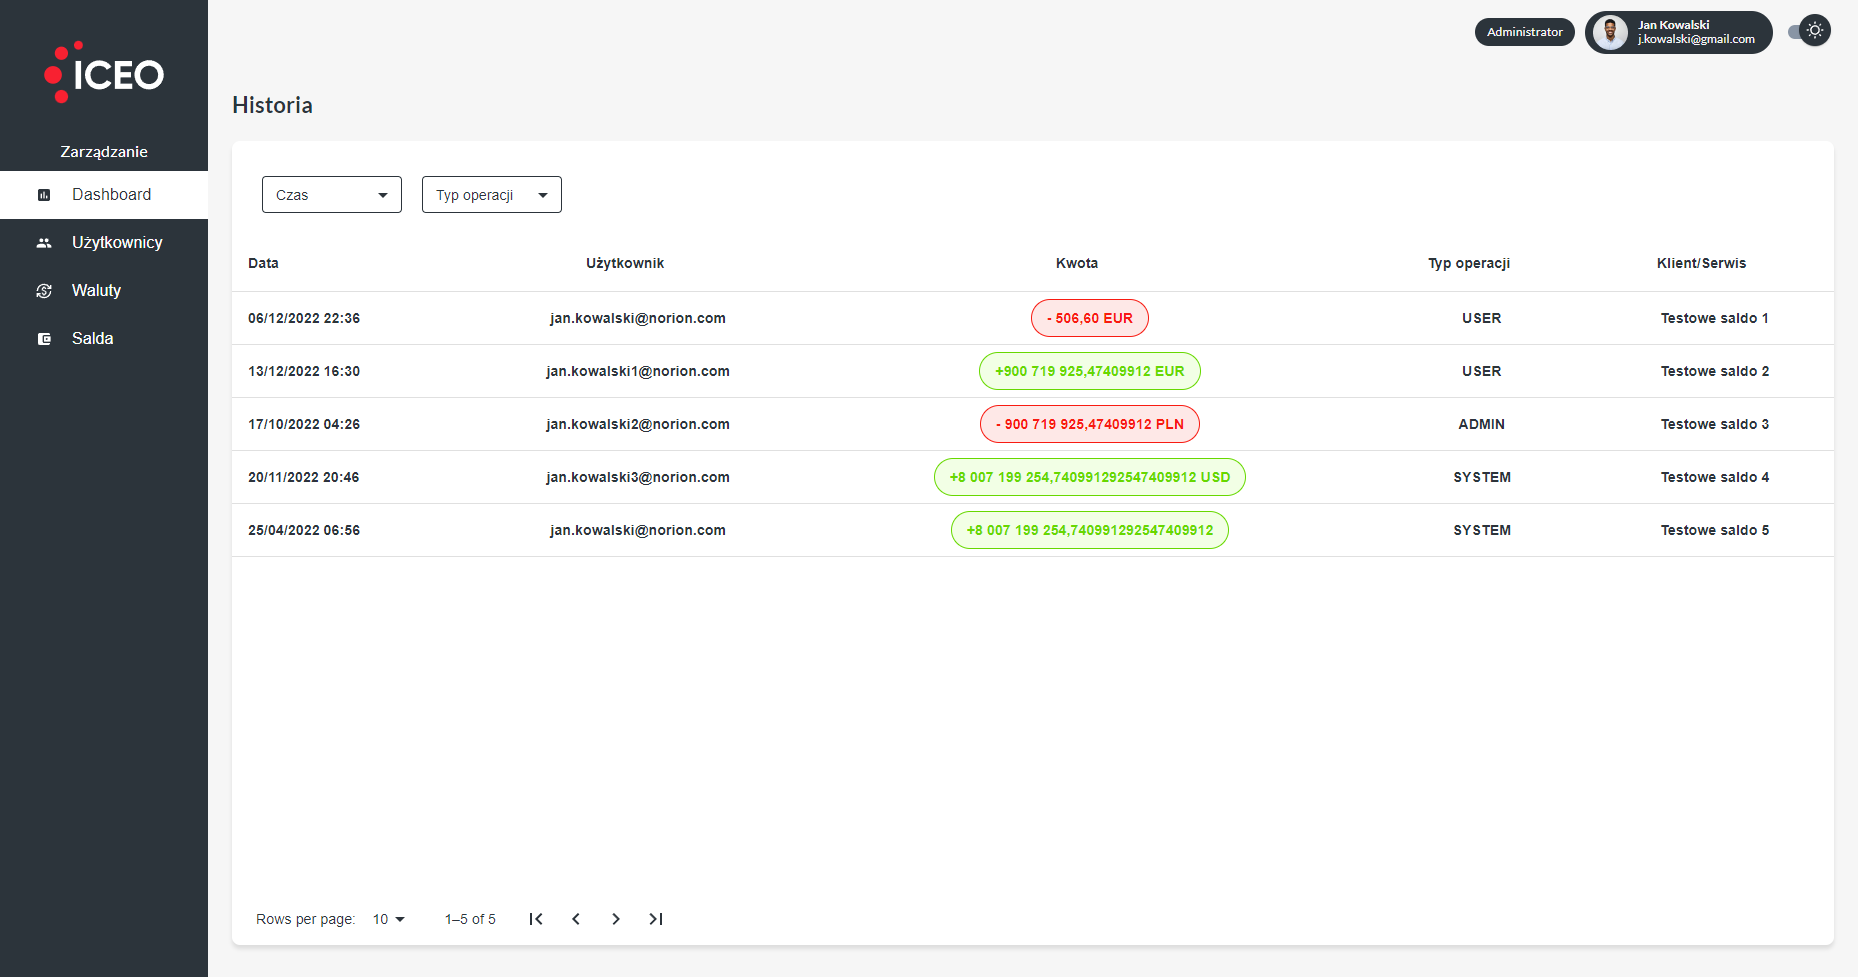 ICEO
Administrator
Jan Kowalski
j.kowalski@gmail.com
Historia
Zarządzanie
Dashboard
Użytkownicy
Waluty
Salda
Czas
Typ operacji
Data Użytkownik Kwota Typ operacji Klient/Serwis
06/12/2022 22:36 jan.kowalski@norion.com - 506,60 EUR USER Testowe saldo 1
13/12/2022 16:30 jan.kowalski1@norion.com +900 719 925,47409912 EUR USER Testowe saldo 2
17/10/2022 04:26 jan.kowalski2@norion.com - 900 719 925,47409912 PLN ADMIN Testowe saldo 3
20/11/2022 20:46 jan.kowalski3@norion.com +8 007 199 254,740991292547409912 USD SYSTEM Testowe saldo 4
25/04/2022 06:56 jan.kowalski@norion.com +8 007 199 254,740991292547409912 SYSTEM Testowe saldo 5
Rows per page: 10 1–5 of 5